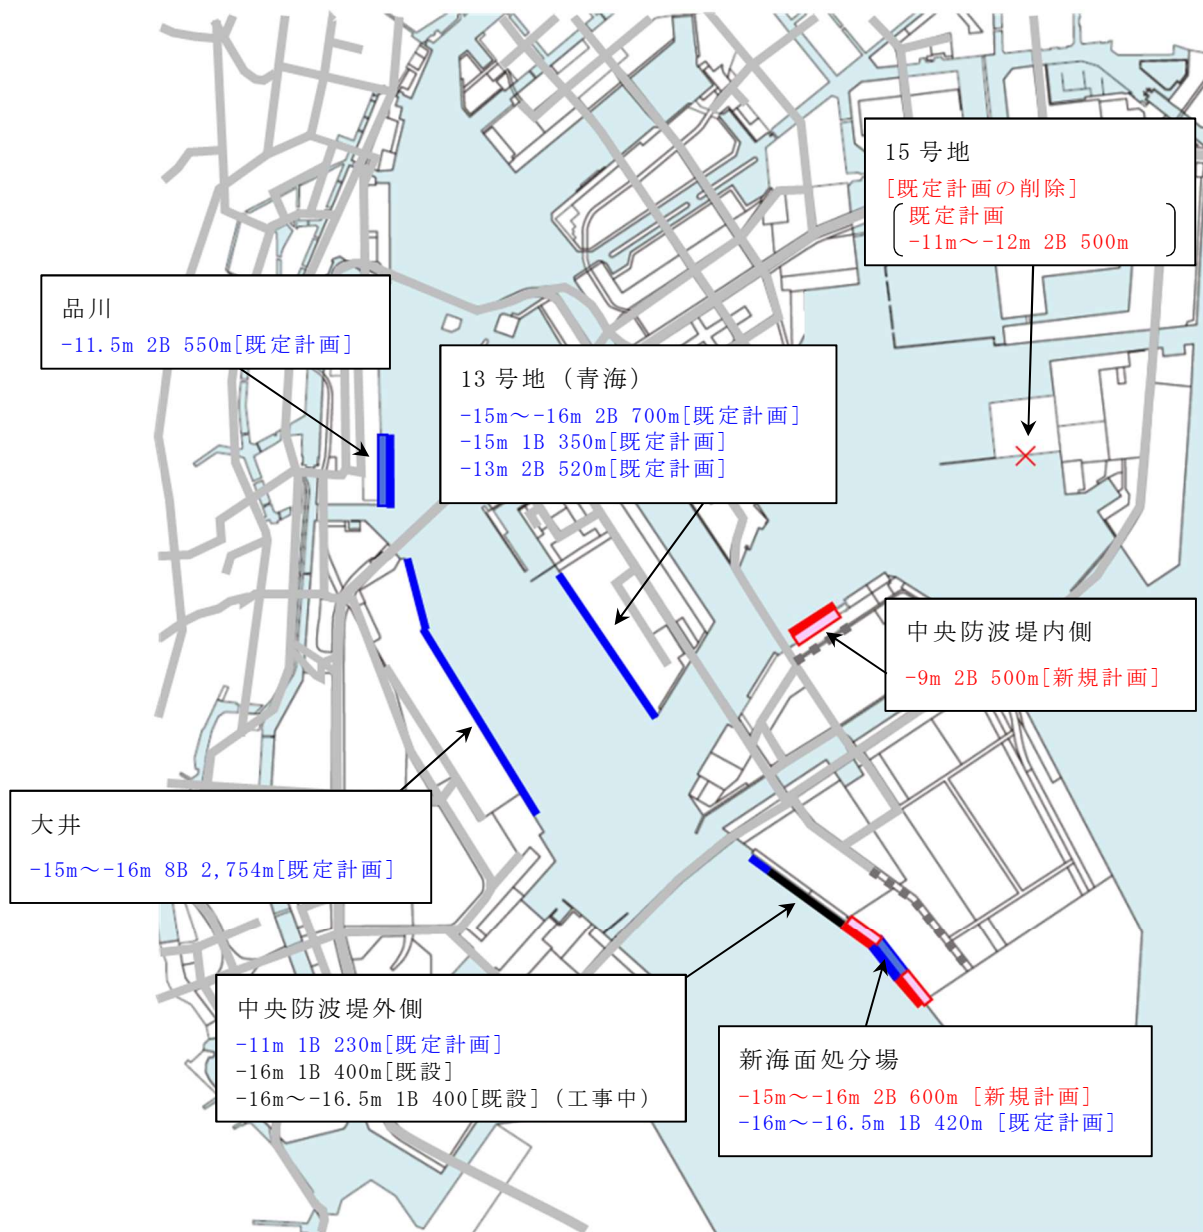 15号地
[既定計画の削除]
既定計画
-11m～-12m 2B 500m
品川
-11.5m 2B 550m[既定計画]
13号地（青海）
-15m～-16m 2B 700m[既定計画]
-15m 1B 350m[既定計画]
-13m 2B 520m[既定計画]
中央防波堤内側
-9m 2B 500m[新規計画]
大井
-15m～-16m 8B 2,754m[既定計画]
中央防波堤外側
-11m 1B 230m[既定計画]
-16m 1B 400m[既設]
-16m～-16.5m 1B 400[既設]（工事中）
新海面処分場
-15m～-16m 2B 600m [新規計画]
-16m～-16.5m 1B 420m [既定計画]